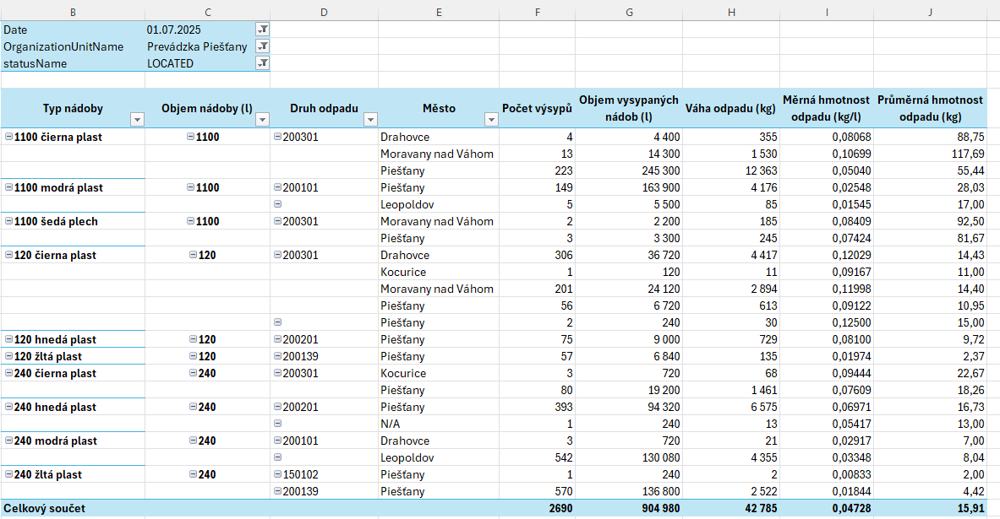 B C D E F G H I J
Date 01.07.2025
OrganizationUnitName Prevádzka Piešťany
statusName LOCATED
Typ nádoby Objem nádoby (l) Druh odpadu Město Počet výsypů Objem vysypaných nádob (l) Váha odpadu (kg) Měrná hmotnost odpadu (kg/l) Průměrná hmotnost odpadu (kg)
1100 čierna plast 1100 200301 Drahovce 4 4 400 355 0,08068 88,75
Moravany nad Váhom 13 14 300 1 530 0,10699 117,69
Piešťany 223 245 300 12 363 0,05040 55,44
1100 modrá plast 1100 200101 Piešťany 149 163 900 4 176 0,02548 28,03
Leopoldov 5 5 500 85 0,01545 17,00
1100 šedá plech 1100 200301 Moravany nad Váhom 2 2 200 185 0,08409 92,50
Piešťany 3 3 300 245 0,07424 81,67
120 čierna plast 120 200301 Drahovce 306 36 720 4 417 0,12029 14,43
Kocurice 1 120 11 0,09167 11,00
Moravany nad Váhom 201 24 120 2 894 0,11998 14,40
Piešťany 56 6 720 613 0,09122 10,95
Piešťany 2 240 30 0,12500 15,00
120 hnedá plast 120 200201 Piešťany 75 9 000 729 0,08100 9,72
120 žltá plast 120 200139 Piešťany 57 6 840 135 0,01974 2,37
240 čierna plast 240 200301 Kocurice 3 720 68 0,09444 22,67
Piešťany 80 19 200 1 461 0,07609 18,26
240 hnedá plast 240 200201 Piešťany 393 94 320 6 575 0,06971 16,73
N/A 1 240 13 0,05417 13,00
240 modrá plast 240 200101 Drahovce 3 720 21 0,02917 7,00
Leopoldov 542 130 080 4 355 0,03348 8,04
240 žltá plast 240 150102 Piešťany 1 240 2 0,00833 2,00
200139 Piešťany 570 136 800 2 522 0,01844 4,42
Celkový součet 2690 904 980 42 785 0,04728 15,91